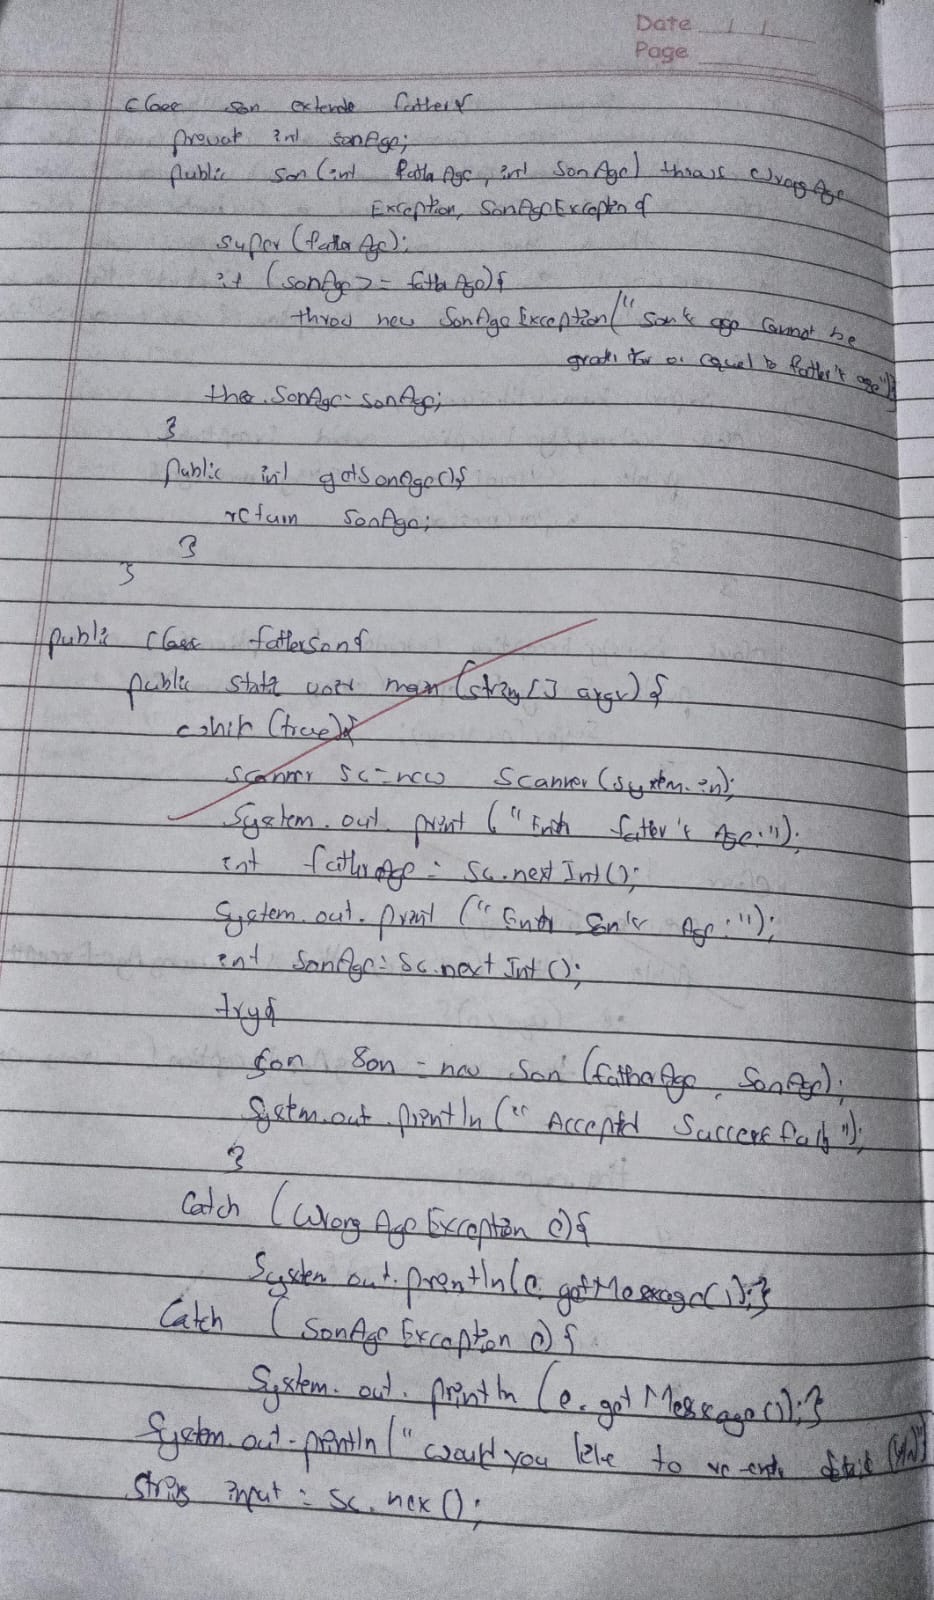 Date / /
Page
class son extends father{
private int sonAge;
public son (int fatherAge, int SonAge) throws WrongAge
Exception, SonAgeException {
super (fatherAge);
if (sonAge >= fatherAge){
throw new SonAgeException("Son's age cannot be
greater than or equal to father's age")}
this.SonAge = sonAge;
}
public int getSonAge(){
return SonAge;
}
}
public class fatherSon{
public static void main (string [] args) {
while (true){
Scanner sc = new Scanner (System.in);
System.out.print ("Enter father's Age:");
int fatherAge = sc.next Int ();
System.out.print ("Enter Son's Age:");
int SonAge = Sc.next Int ();
try{
Son Son = new Son (fatherAge, SonAge);
System.out.println (" Accepted Successfully");
}
Catch (WrongAgeException e){
System out.println(e.getMessage());}
Catch (SonAge Exception e) {
System.out.println (e.getMessage());}
System.out.println (" would you like to re-enter (Y/N)"
String input = sc.nex ();